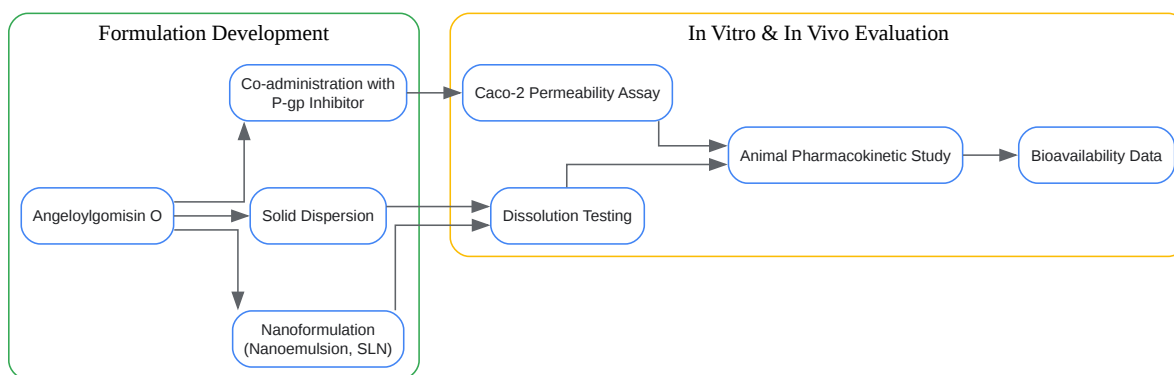 Formulation Development
In Vitro & In Vivo Evaluation
Co-administration with
P-gp Inhibitor
Caco-2 Permeability Assay
Animal Pharmacokinetic Study
Bioavailability Data
Angeloylgomisin O
Solid Dispersion
Dissolution Testing
Nanoformulation
(Nanoemulsion, SLN)